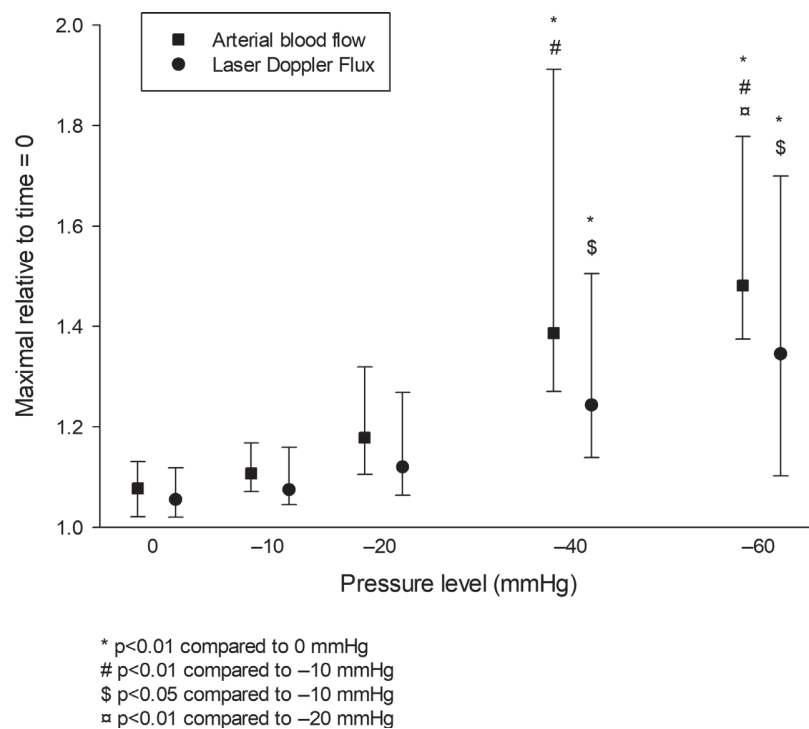 2.0
1.8
1.6
1.4
1.2
1.0
Maximal relative to time = 0
■ Arterial blood flow
● Laser Doppler Flux
*
#
*
$
*
#
¤
*
$
0 –10 –20 –40 –60
Pressure level (mmHg)
* p<0.01 compared to 0 mmHg
# p<0.01 compared to –10 mmHg
$ p<0.05 compared to –10 mmHg
¤ p<0.01 compared to –20 mmHg